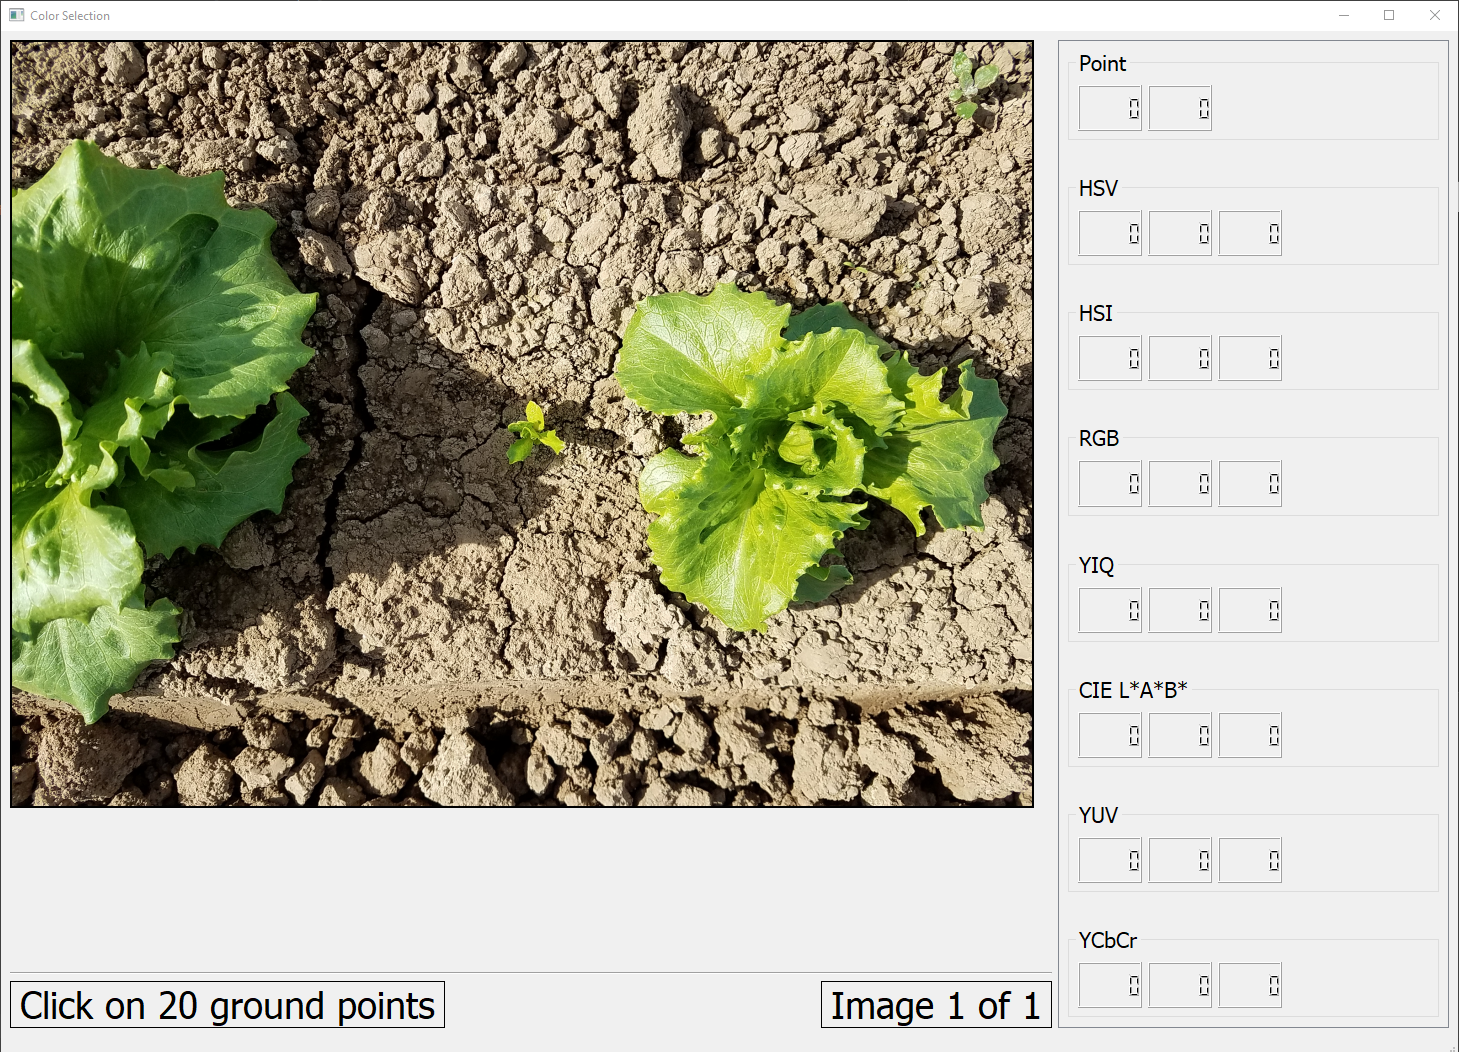 Color Selection
Point
0 0
HSV
0 0 0
HSI
0 0 0
RGB
0 0 0
YIQ
0 0 0
CIE L*A*B*
0 0 0
YUV
0 0 0
YCbCr
0 0 0
Click on 20 ground points
Image 1 of 1